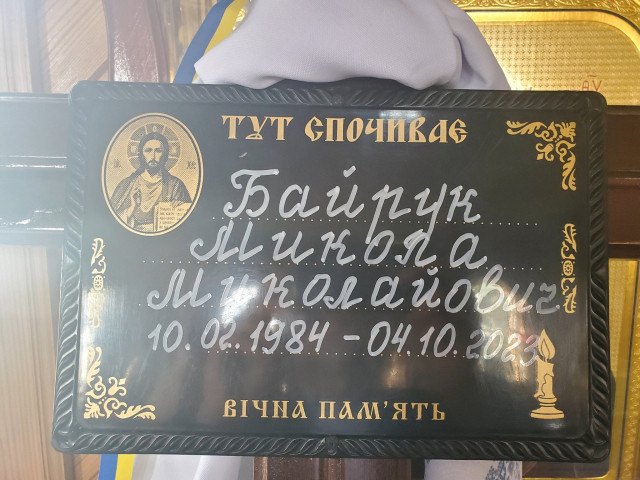 ТУТ СПОЧИВАЄ
Байрук
Микола
Миколайович
10.02.1984 – 04.10.2023
ВІЧНА ПАМ'ЯТЬ